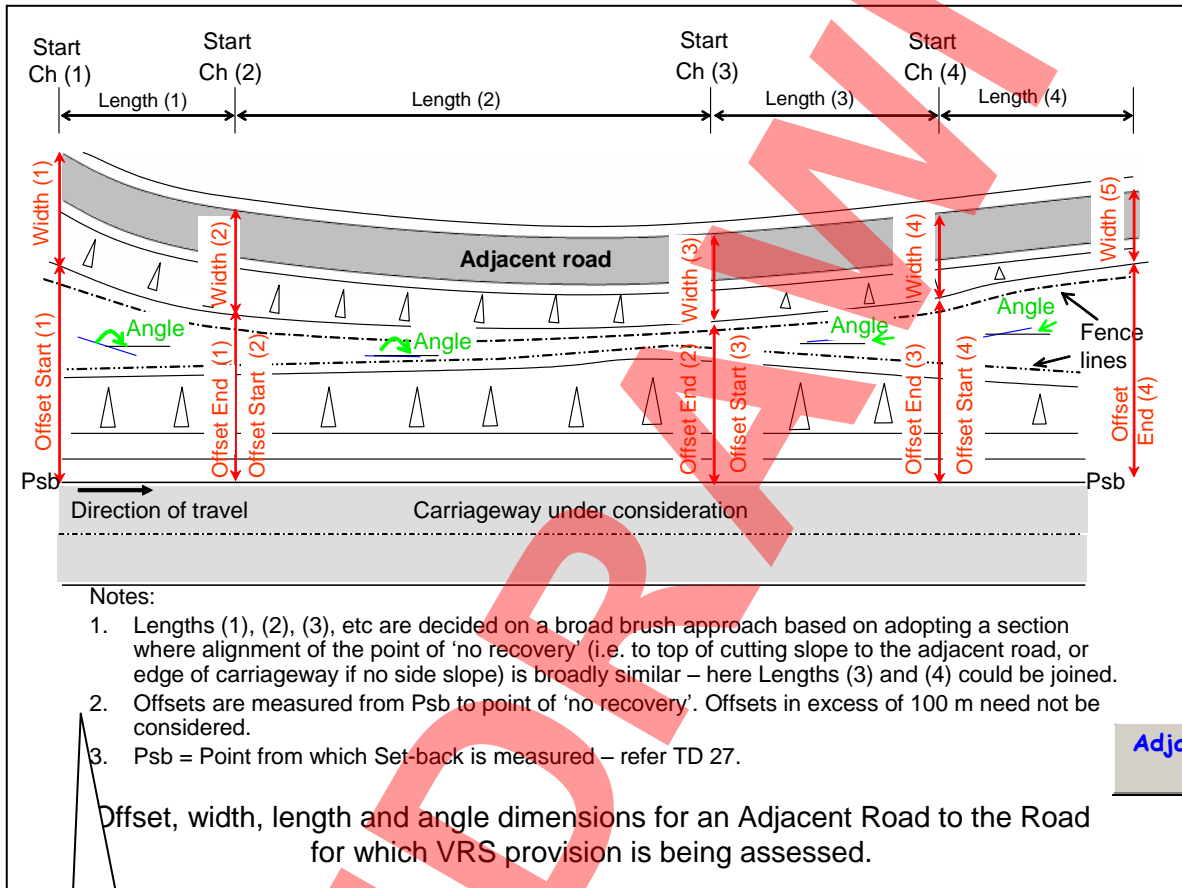 Start
Ch (1)
Start
Ch (2)
Start
Ch (3)
Start
Ch (4)
Length (1)
Length (2)
Length (3)
Length (4)
Width (1)
Width (2)
Width (3)
Width (4)
Width (5)
Adjacent road
Angle
Angle
Angle
Angle
Fence
lines
Offset Start (1)
Offset End (1)
Offset Start (2)
Offset End (2)
Offset Start (3)
Offset End (3)
Offset Start (4)
Offset
End (4)
Psb
Psb
Direction of travel
Carriageway under consideration
Notes:
1. Lengths (1), (2), (3), etc are decided on a broad brush approach based on adopting a section
where alignment of the point of ‘no recovery’ (i.e. to top of cutting slope to the adjacent road, or
edge of carriageway if no side slope) is broadly similar – here Lengths (3) and (4) could be joined.
2. Offsets are measured from Psb to point of ‘no recovery’. Offsets in excess of 100 m need not be
considered.
3. Psb = Point from which Set-back is measured – refer TD 27.
Offset, width, length and angle dimensions for an Adjacent Road to the Road
for which VRS provision is being assessed.